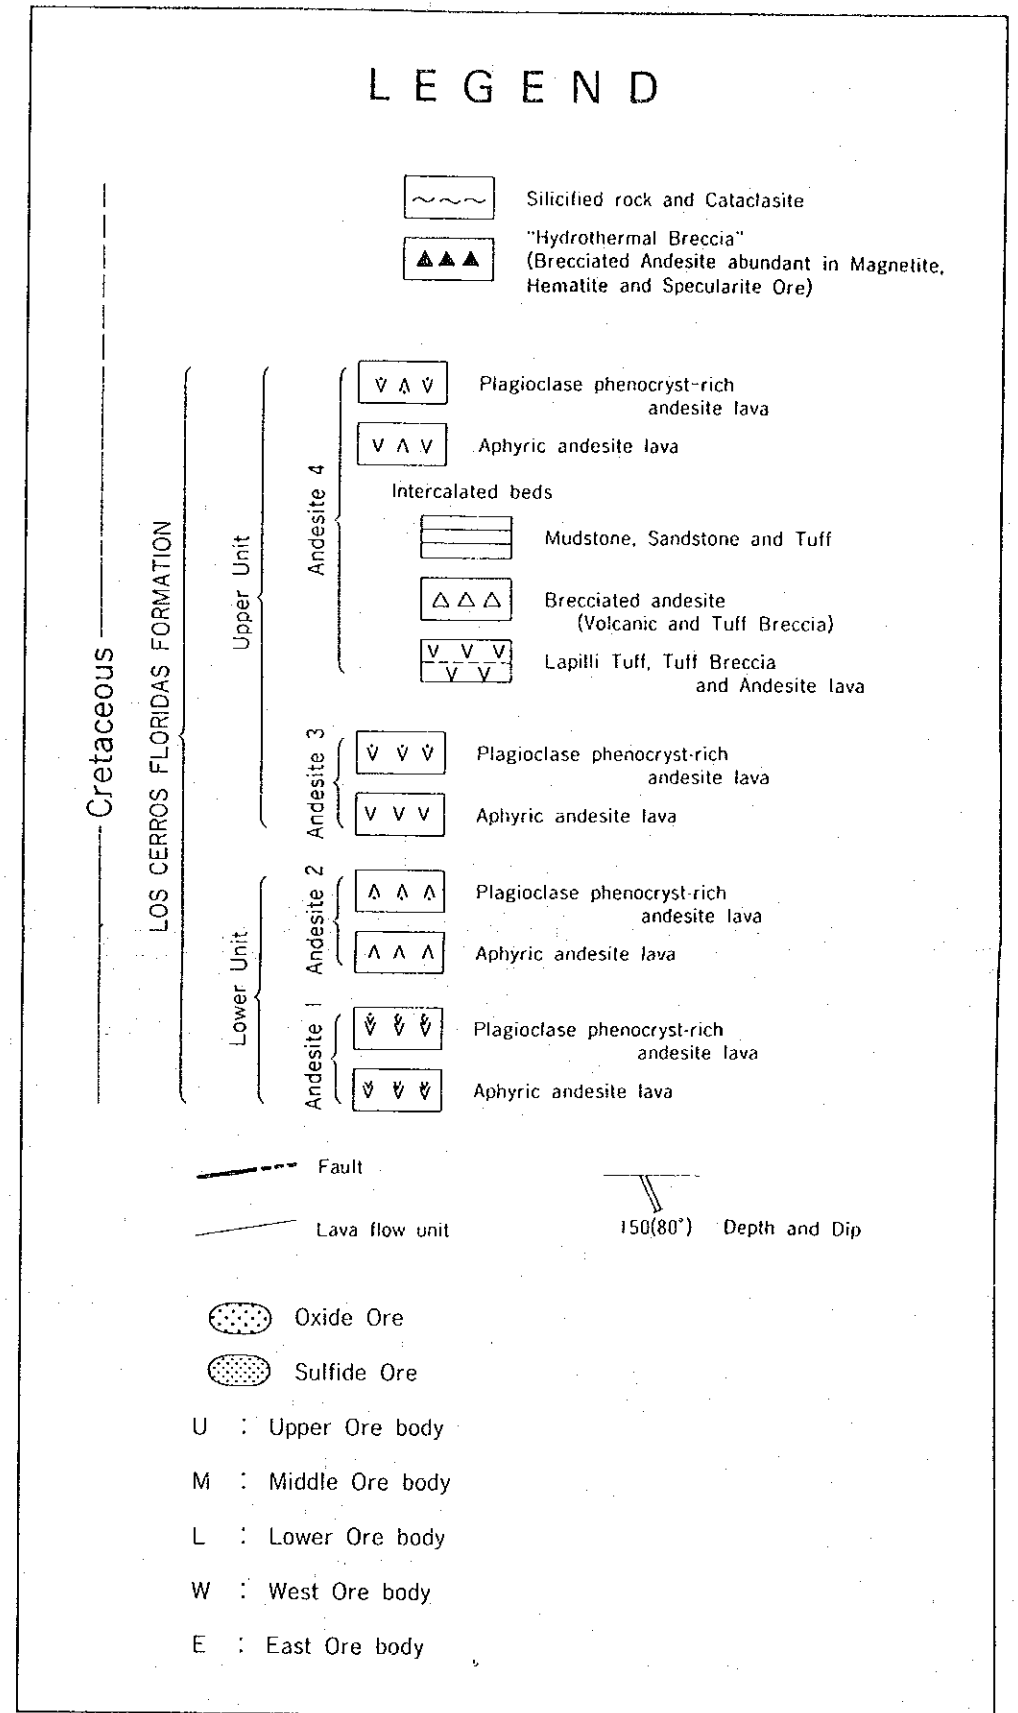 LEGEND
Silicified rock and Cataclasite
"Hydrothermal Breccia"
(Brecciated Andesite abundant in Magnetite,
Hematite and Specularite Ore)
Cretaceous
LOS CERROS FLORIDAS FORMATION
Upper Unit
Andesite 4
Plagioclase phenocryst-rich
andesite lava
Aphyric andesite lava
Intercalated beds
Mudstone, Sandstone and Tuff
Brecciated andesite
(Volcanic and Tuff Breccia)
Lapilli Tuff, Tuff Breccia
and Andesite lava
Andesite 3
Plagioclase phenocryst-rich
andesite lava
Aphyric andesite lava
Lower Unit
Andesite 2
Plagioclase phenocryst-rich
andesite lava
Aphyric andesite lava
Andesite 1
Plagioclase phenocryst-rich
andesite lava
Aphyric andesite lava
Fault
Lava flow unit
150(80°) Depth and Dip
Oxide Ore
Sulfide Ore
U : Upper Ore body
M : Middle Ore body
L : Lower Ore body
W : West Ore body
E : East Ore body